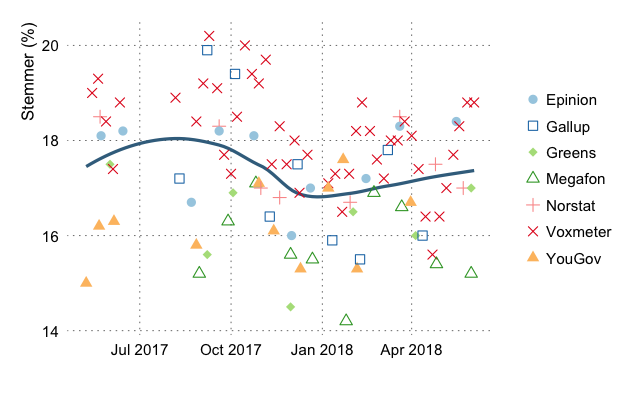 Stemmer (%)
20
18
16
14
Jul 2017
Oct 2017
Jan 2018
Apr 2018
Epinion
Gallup
Greens
Megafon
Norstat
Voxmeter
YouGov